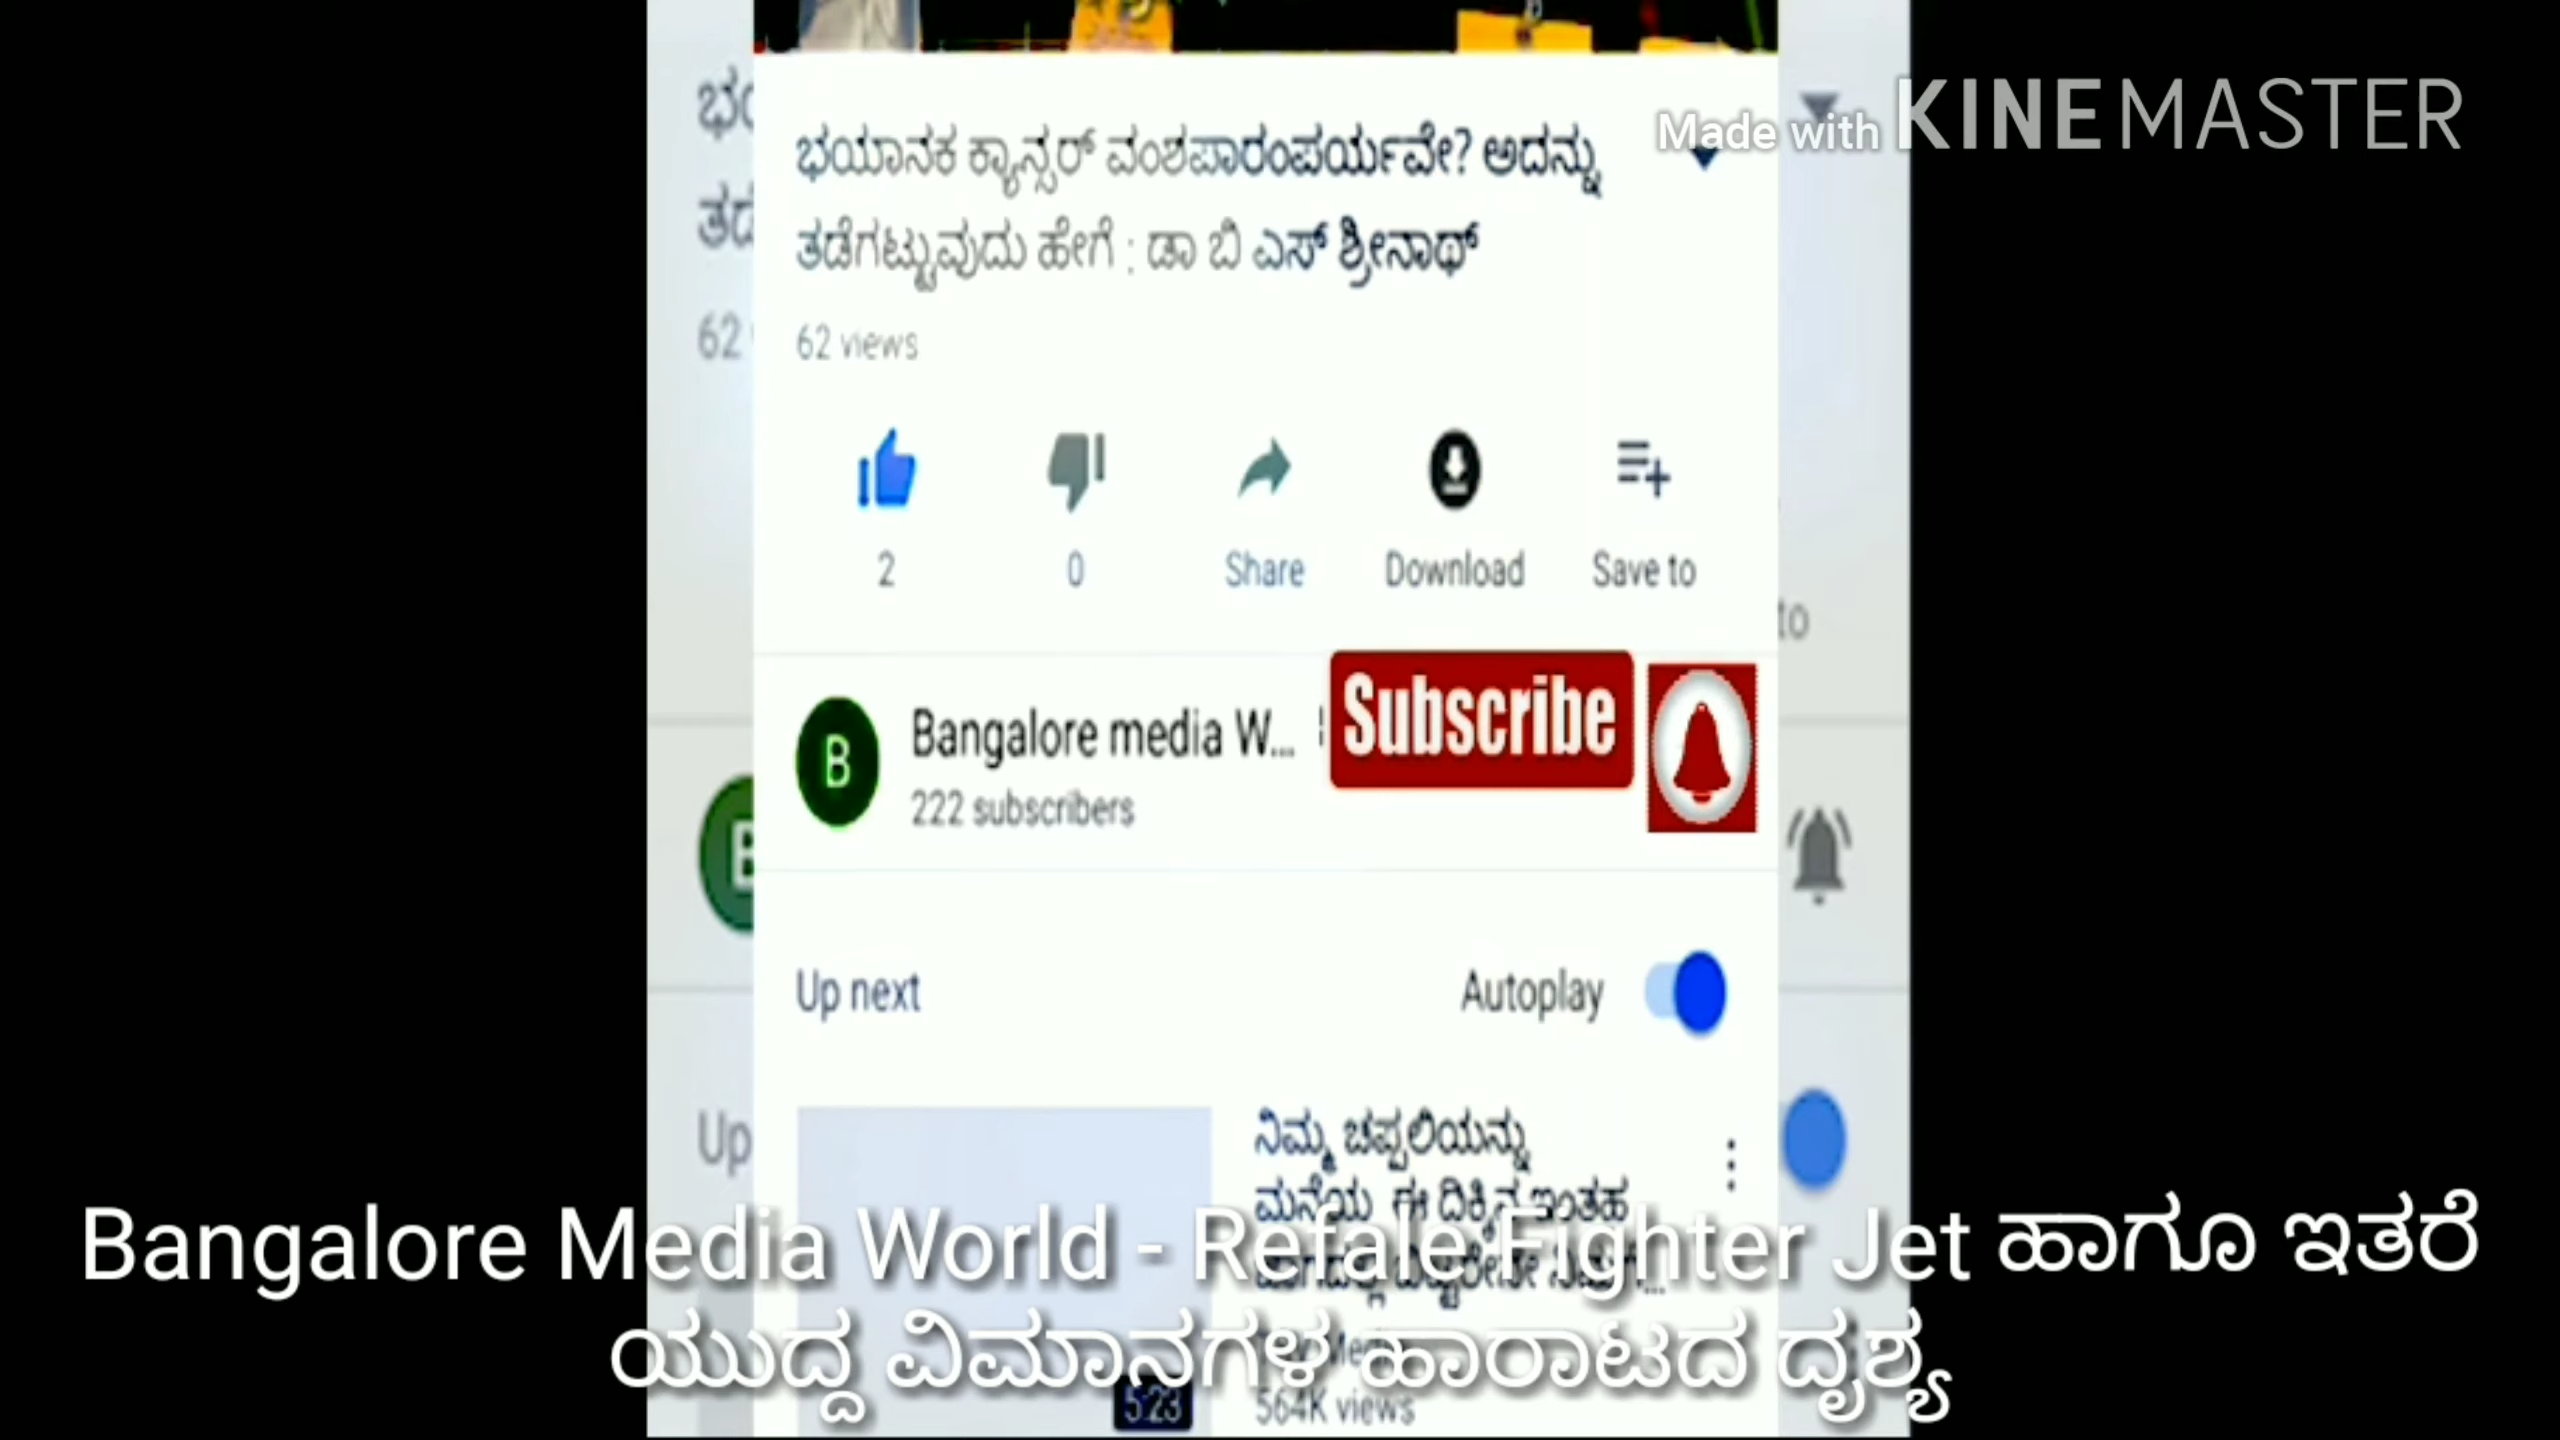 Made with KINEMASTER
ಭಯಾನಕ ಕ್ಯಾನ್ಸರ್ ವಂಶಪಾರಂಪರ್ಯವೇ? ಅದನ್ನು
ತಡೆಗಟ್ಟುವುದು ಹೇಗೆ : ಡಾ ಬಿ ಎಸ್ ಶ್ರೀನಾಥ್
62 views
2
0
Share
Download
Save to
Bangalore media W...
Subscribe
222 subscribers
Up next
Autoplay
ನಿಮ್ಮ ಚಪ್ಪಲಿಯನ್ನು
ಮನೆಯ ಈ ದಿಕ್ಕಿನ ಇಂತಹ
Bangalore Media World - Refale Fighter Jet ಹಾಗೂ ಇತರೆ
ಯುದ್ದ ವಿಮಾನಗಳ ಹಾರಾಟದ ದೃಶ್ಯ
5:23
564K views